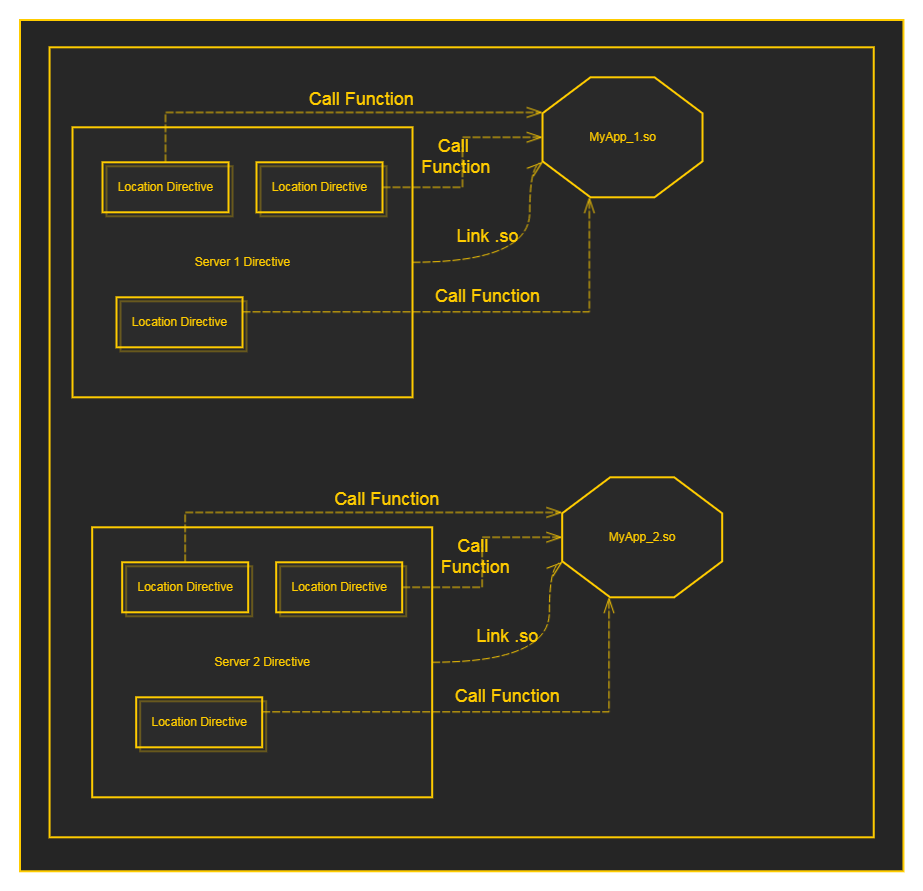 Call Function
MyApp_1.so
Call
Function
Location Directive
Location Directive
Link .so
Server 1 Directive
Call Function
Location Directive
Call Function
MyApp_2.so
Call
Function
Location Directive
Location Directive
Link .so
Server 2 Directive
Call Function
Location Directive